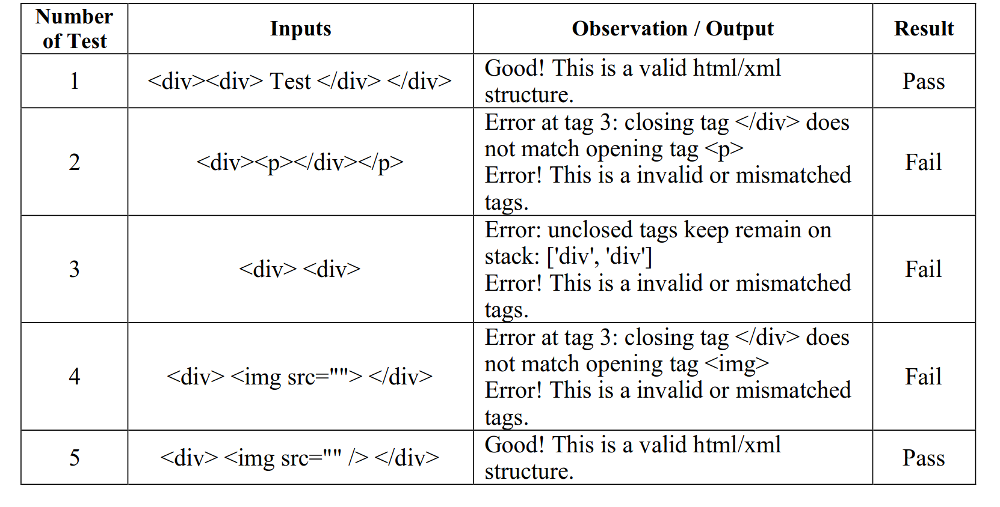 Number
of Test
Inputs
Observation / Output
Result
1
<div><div> Test </div> </div>
Good! This is a valid html/xml
structure.
Pass
2
<div><p></div></p>
Error at tag 3: closing tag </div> does
not match opening tag <p>
Error! This is a invalid or mismatched
tags.
Fail
3
<div> <div>
Error: unclosed tags keep remain on
stack: ['div', 'div']
Error! This is a invalid or mismatched
tags.
Fail
4
<div> <img src=""> </div>
Error at tag 3: closing tag </div> does
not match opening tag <img>
Error! This is a invalid or mismatched
tags.
Fail
5
<div> <img src="" /> </div>
Good! This is a valid html/xml
structure.
Pass